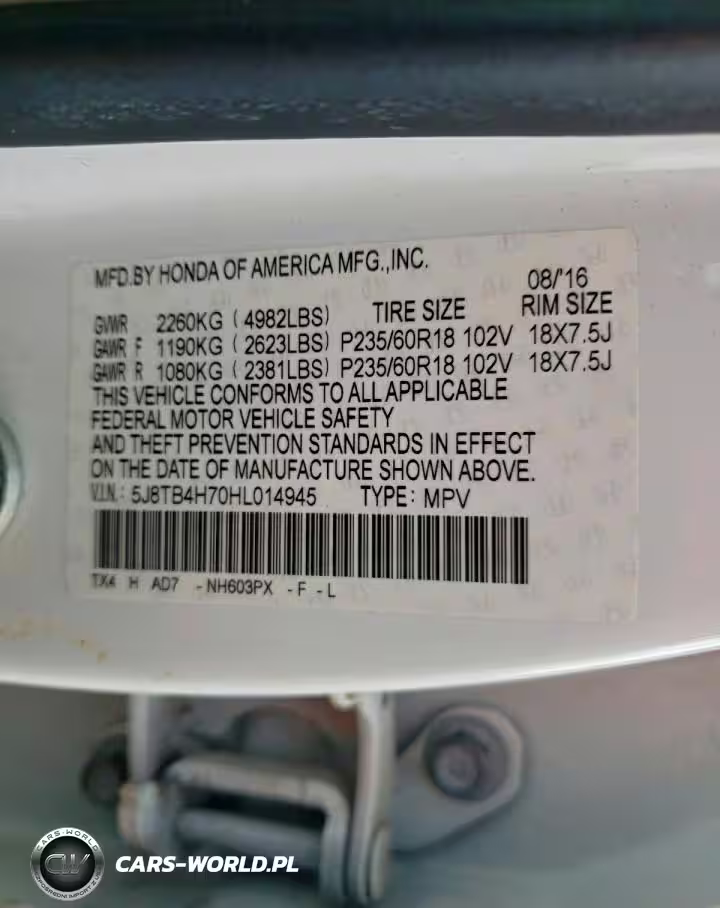 MFD.BY HONDA OF AMERICA MFG.,INC.
08/'16
GVWR 2260KG (4982LBS) TIRE SIZE RIM SIZE
GAWR F 1190KG (2623LBS) P235/60R18 102V 18X7.5J
GAWR R 1080KG (2381LBS) P235/60R18 102V 18X7.5J
THIS VEHICLE CONFORMS TO ALL APPLICABLE
FEDERAL MOTOR VEHICLE SAFETY
AND THEFT PREVENTION STANDARDS IN EFFECT
ON THE DATE OF MANUFACTURE SHOWN ABOVE.
V.I.N.: 5J8TB4H70HL014945 TYPE: MPV
TX4 H AD7 -NH603PX -F -L
CARS-WORLD
CW
CARS-WORLD.PL